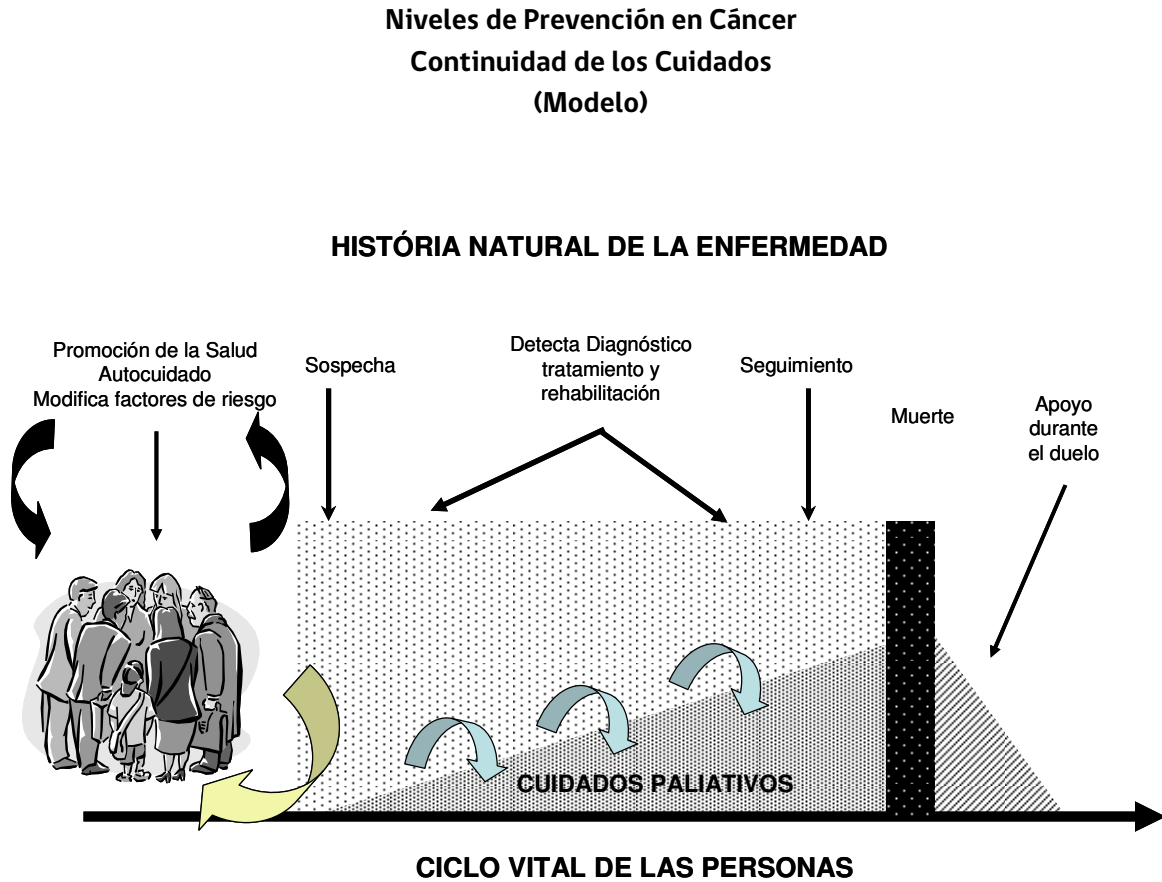 Niveles de Prevención en Cáncer
Continuidad de los Cuidados
(Modelo)
HISTÓRIA NATURAL DE LA ENFERMEDAD
Promoción de la Salud
Autocuidado
Modifica factores de riesgo
Sospecha
Detecta Diagnóstico
tratamiento y
rehabilitación
Seguimiento
Muerte
Apoyo
durante
el duelo
CUIDADOS PALIATIVOS
CICLO VITAL DE LAS PERSONAS